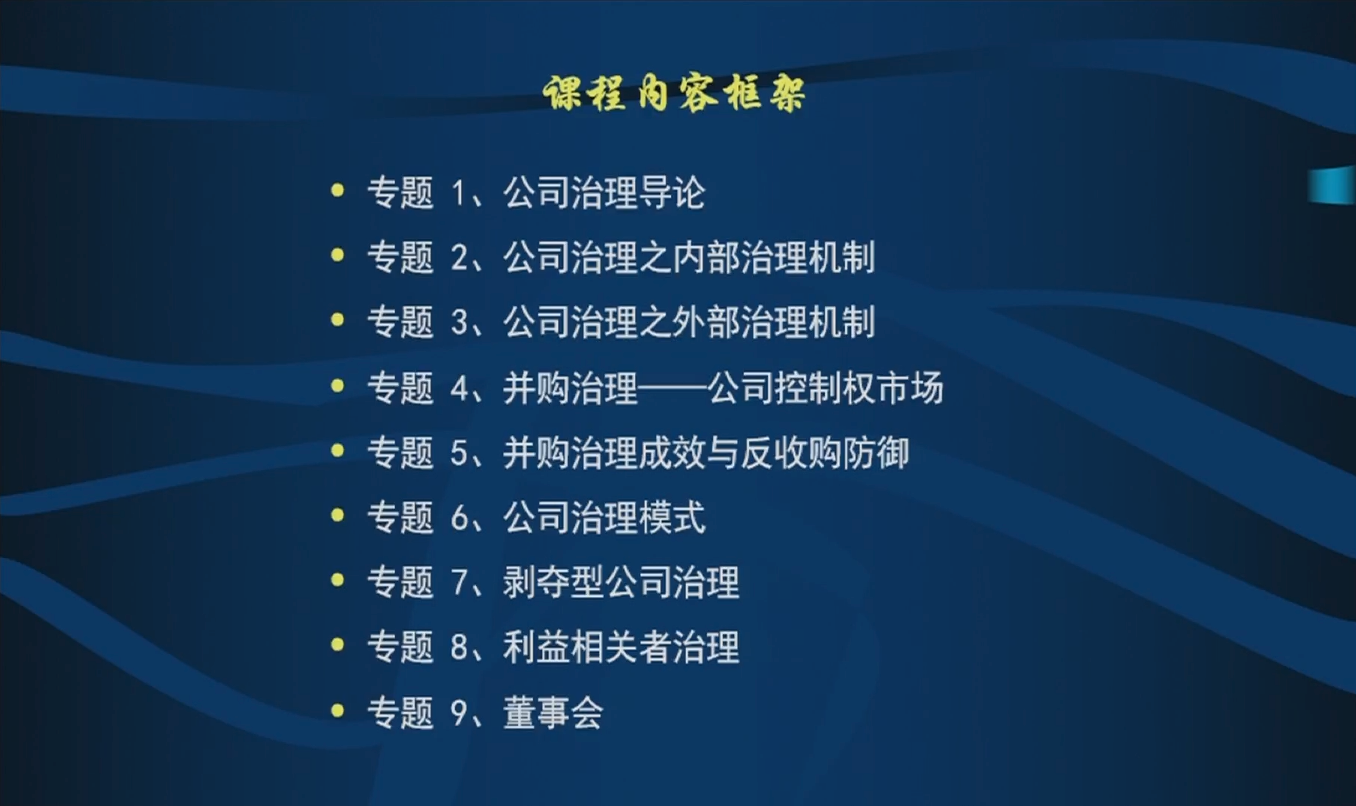 课程内容框架
• 专题 1、公司治理导论
• 专题 2、公司治理之内部治理机制
• 专题 3、公司治理之外部治理机制
• 专题 4、并购治理——公司控制权市场
• 专题 5、并购治理成效与反收购防御
• 专题 6、公司治理模式
• 专题 7、剥夺型公司治理
• 专题 8、利益相关者治理
• 专题 9、董事会